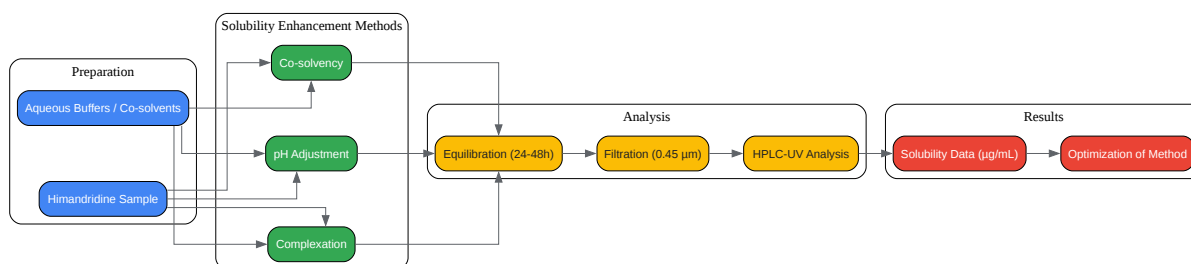 Preparation
Aqueous Buffers / Co-solvents
Himandridine Sample
Solubility Enhancement Methods
Co-solvency
pH Adjustment
Complexation
Analysis
Equilibration (24-48h)
Filtration (0.45 µm)
HPLC-UV Analysis
Results
Solubility Data (µg/mL)
Optimization of Method